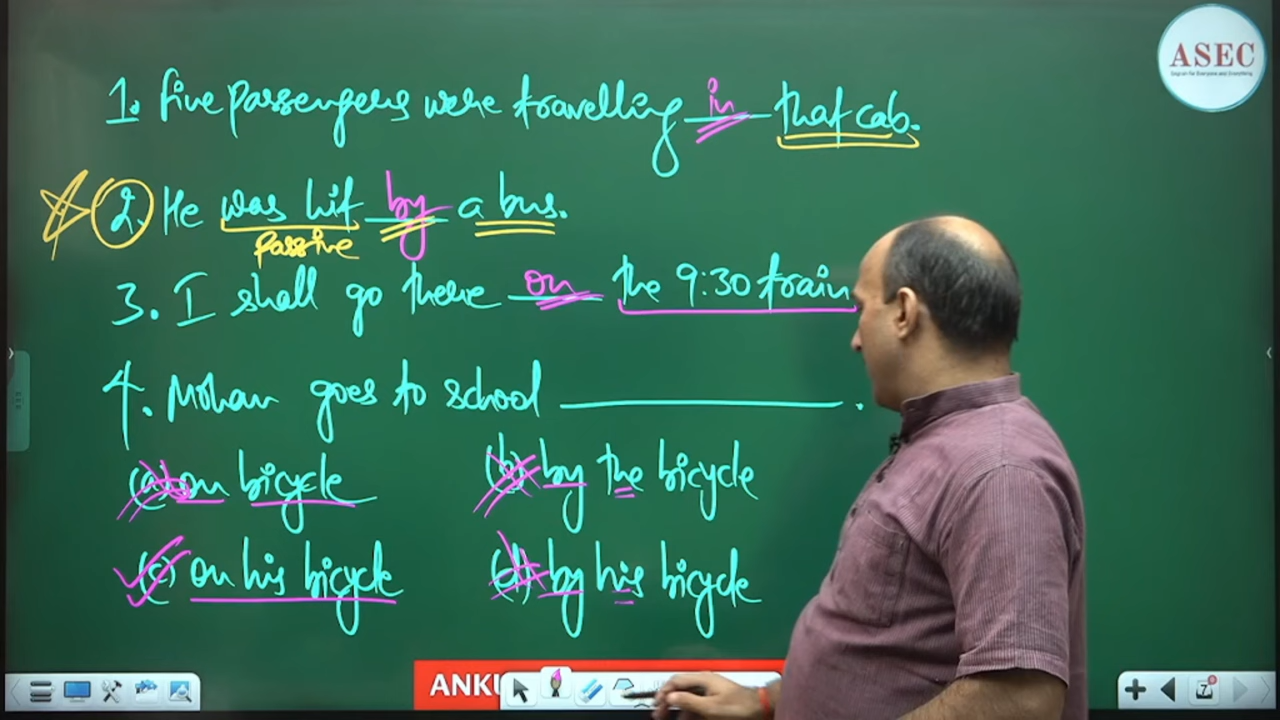 ASEC
1. Five passengers were travelling in that cab.
2. He was hit by a bus.
Passive
3. I shall go there on the 9:30 train
4. Mohan goes to school ____________.
(a) on bicycle (b) by the bicycle
(c) on his bicycle (d) by his bicycle
ANKU